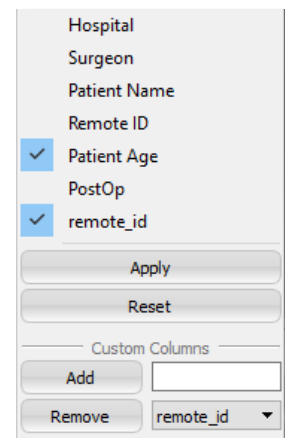 Hospital
Surgeon
Patient Name
Remote ID
Patient Age
PostOp
remote_id
Apply
Reset
Custom Columns
Add
Remove remote_id